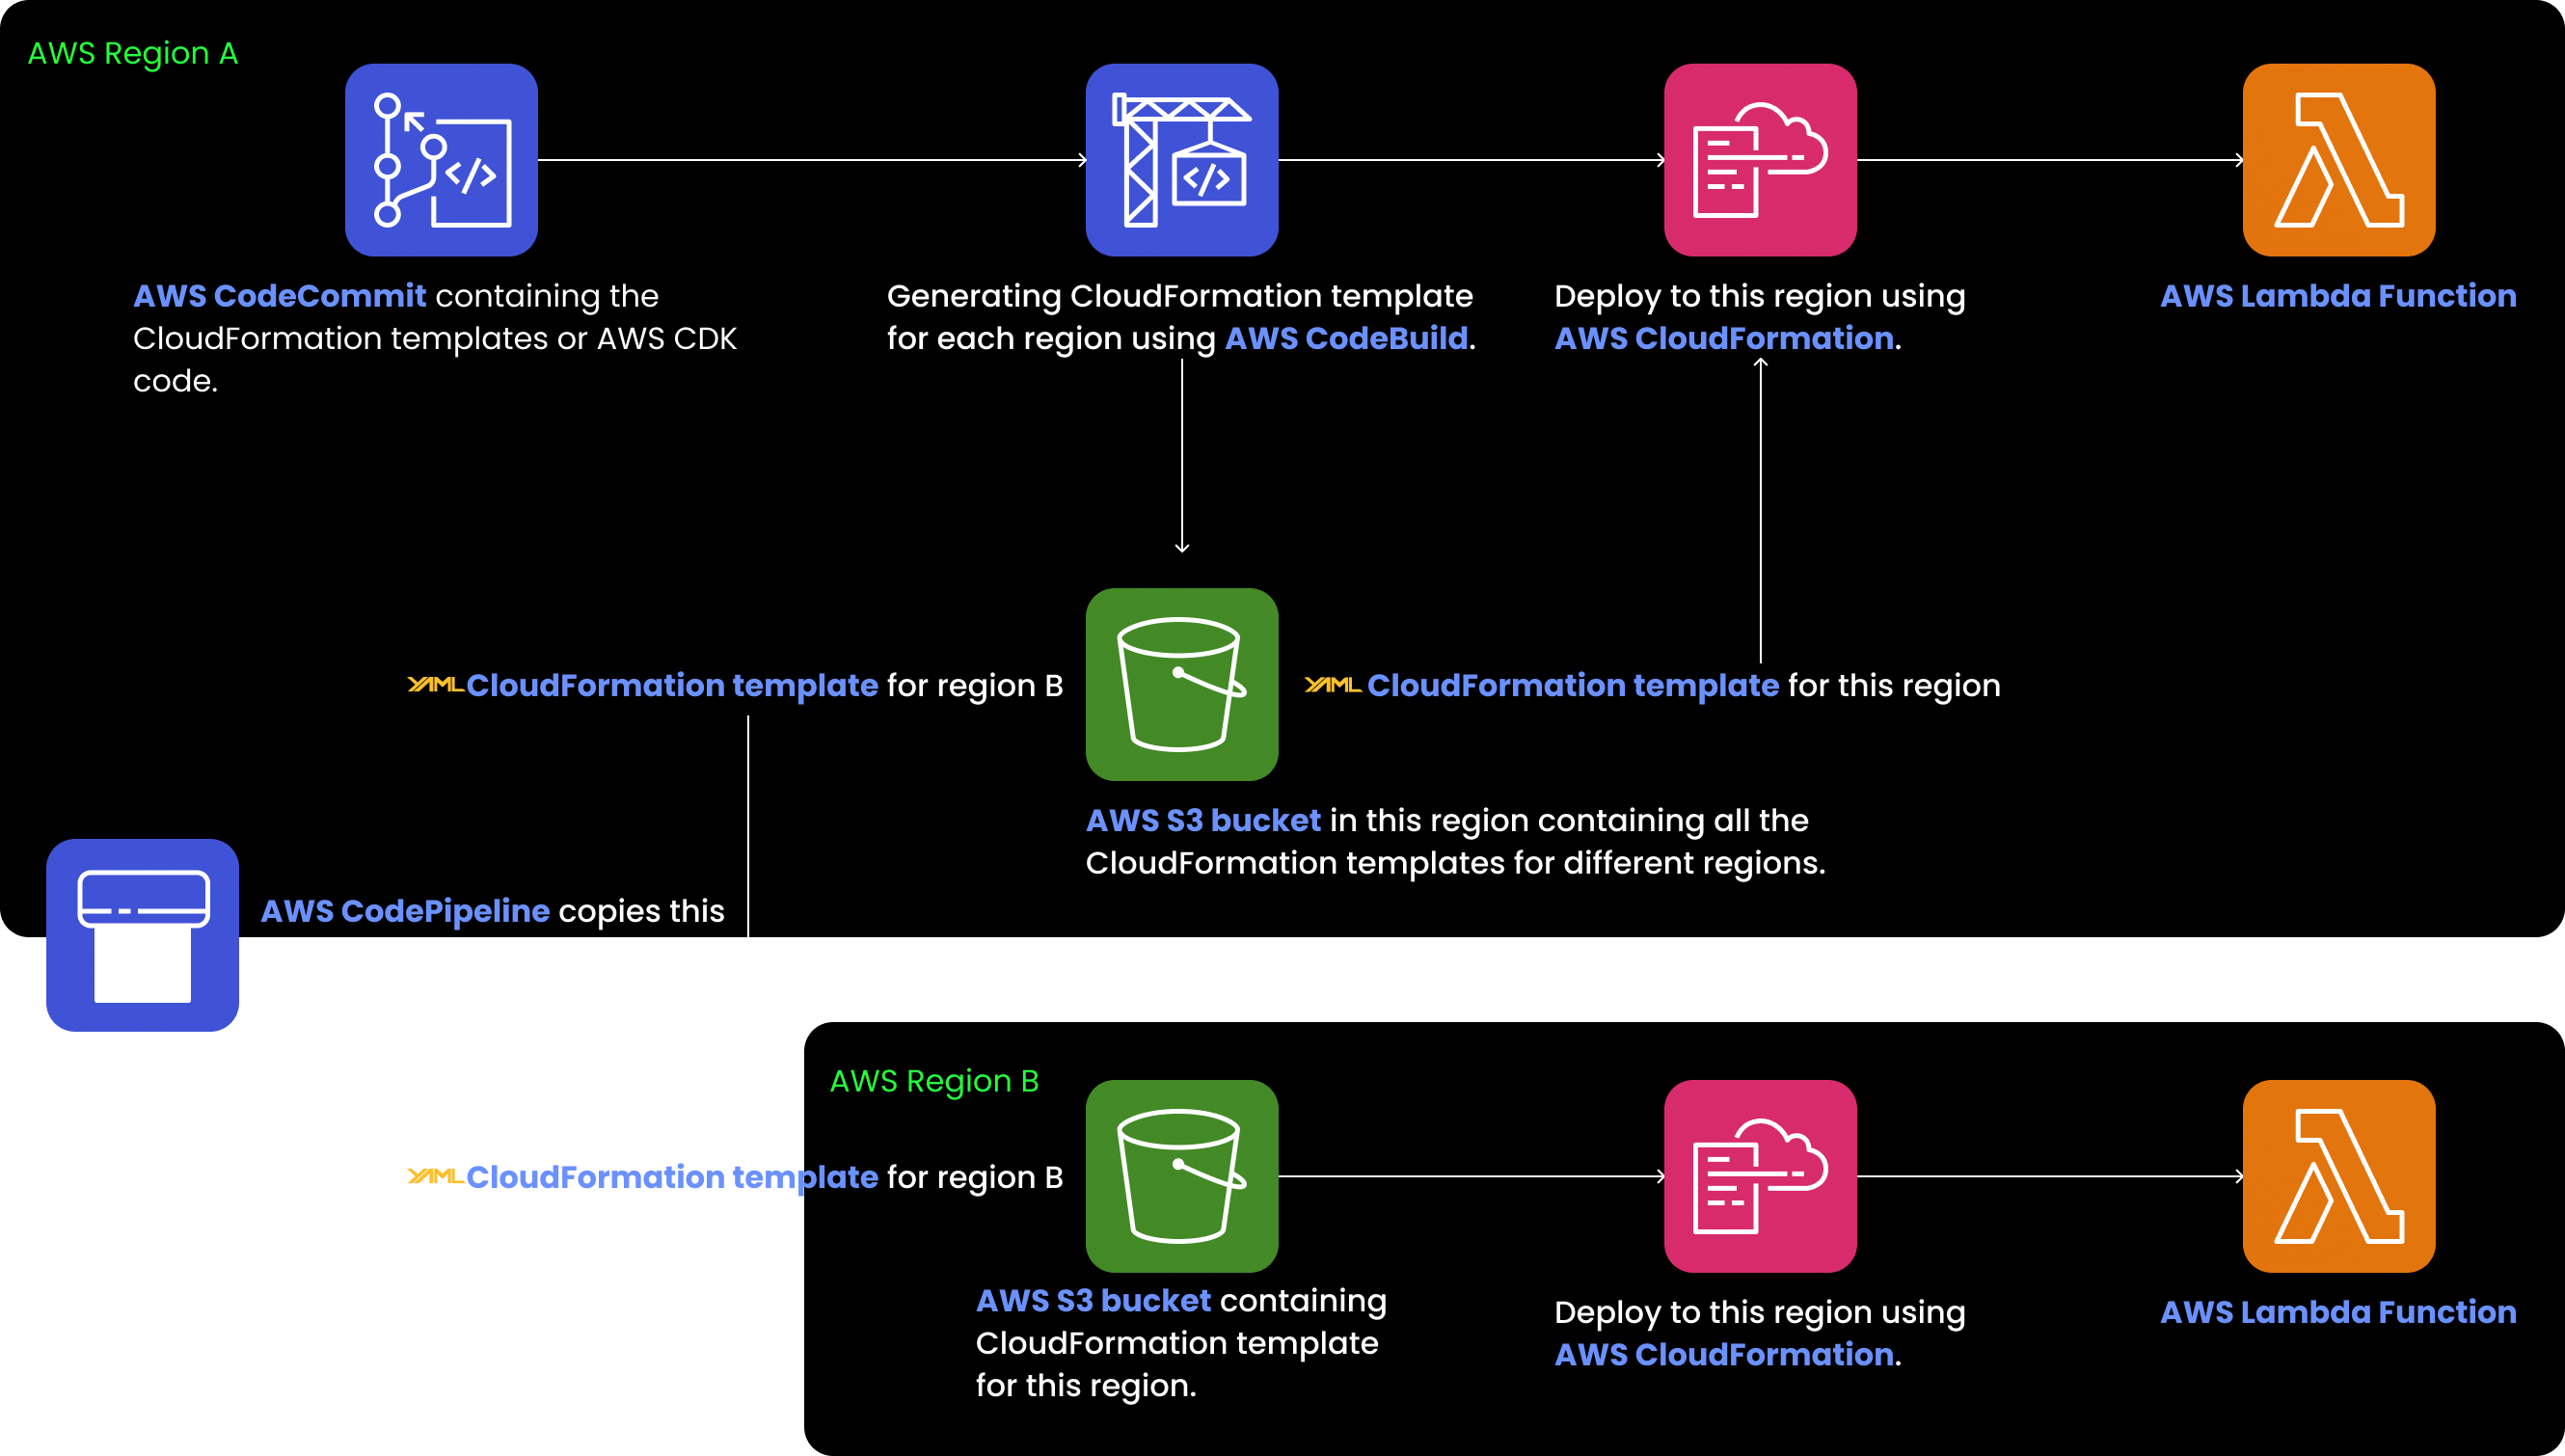 AWS Region A
AWS CodeCommit containing the
CloudFormation templates or AWS CDK
code.
Generating CloudFormation template
for each region using AWS CodeBuild.
Deploy to this region using
AWS CloudFormation.
AWS Lambda Function
YAML CloudFormation template for region B
YAML CloudFormation template for this region
AWS S3 bucket in this region containing all the
CloudFormation templates for different regions.
AWS CodePipeline copies this
AWS Region B
YAML CloudFormation template for region B
AWS S3 bucket containing
CloudFormation template
for this region.
Deploy to this region using
AWS CloudFormation.
AWS Lambda Function